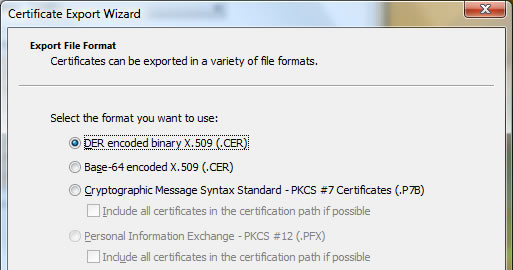 Certificate Export Wizard
Export File Format
Certificates can be exported in a variety of file formats.
Select the format you want to use:
DER encoded binary X.509 (.CER)
Base-64 encoded X.509 (.CER)
Cryptographic Message Syntax Standard - PKCS #7 Certificates (.P7B)
Include all certificates in the certification path if possible
Personal Information Exchange - PKCS #12 (.PFX)
Include all certificates in the certification path if possible